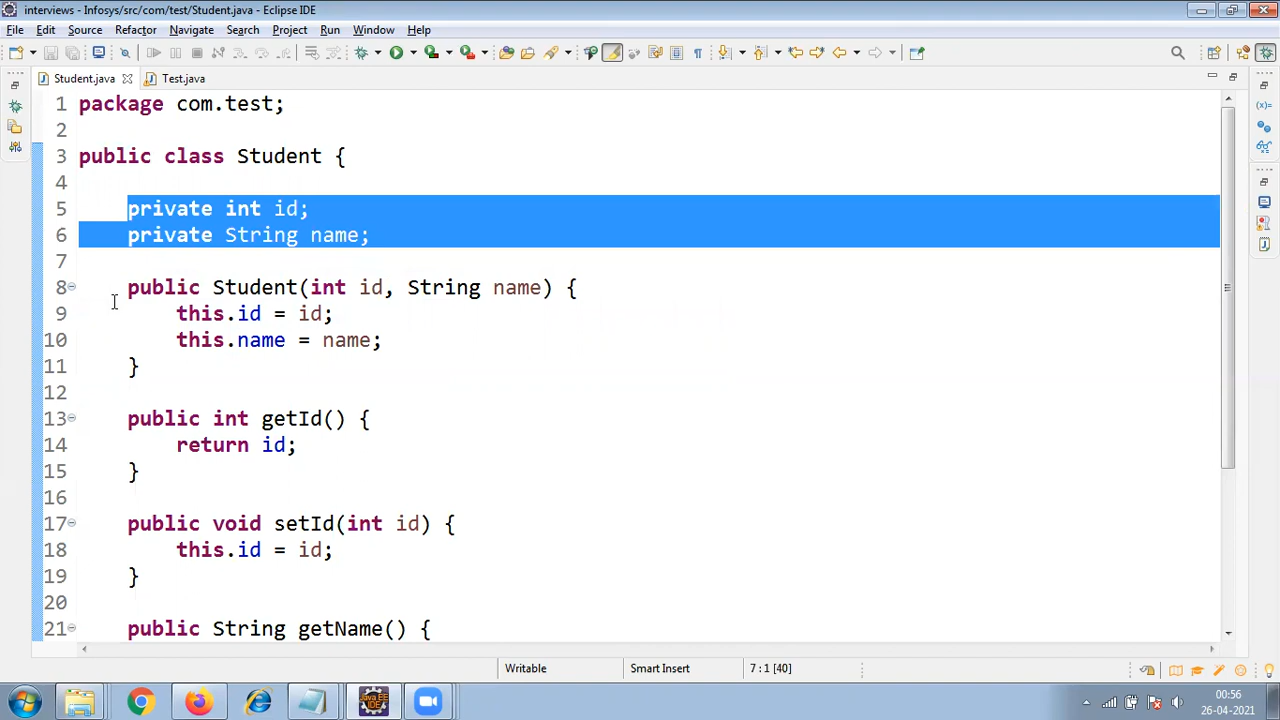 interviews - Infosys/src/com/test/Student.java - Eclipse IDE
File Edit Source Refactor Navigate Search Project Run Window Help
Student.java Test.java
1 package com.test;
2
3 public class Student {
4
5 private int id;
6 private String name;
7
8 public Student(int id, String name) {
9 this.id = id;
10 this.name = name;
11 }
12
13 public int getId() {
14 return id;
15 }
16
17 public void setId(int id) {
18 this.id = id;
19 }
20
21 public String getName() {
Writable Smart Insert 7 : 1 [40]
Java EE IDE
00:56
26-04-2021